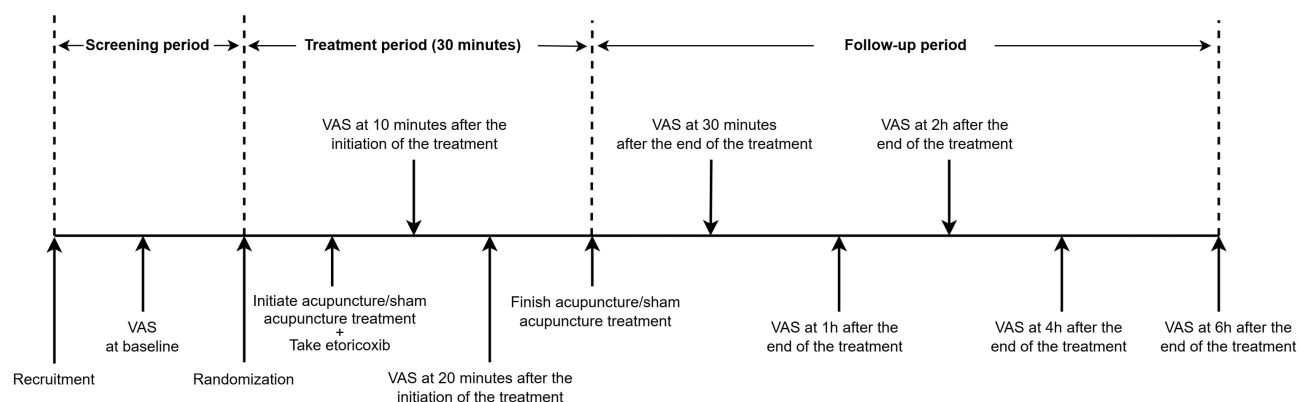 Screening period
Treatment period (30 minutes)
Follow-up period
VAS at 10 minutes after the
initiation of the treatment
VAS at 30 minutes
after the end of the treatment
VAS at 2h after the
end of the treatment
Initiate acupuncture/sham
acupuncture treatment
+
Take etoricoxib
Finish acupuncture/sham
acupuncture treatment
VAS
at baseline
VAS at 1h after the
end of the treatment
VAS at 4h after the
end of the treatment
VAS at 6h after the
end of the treatment
Recruitment
Randomization
VAS at 20 minutes after the
initiation of the treatment